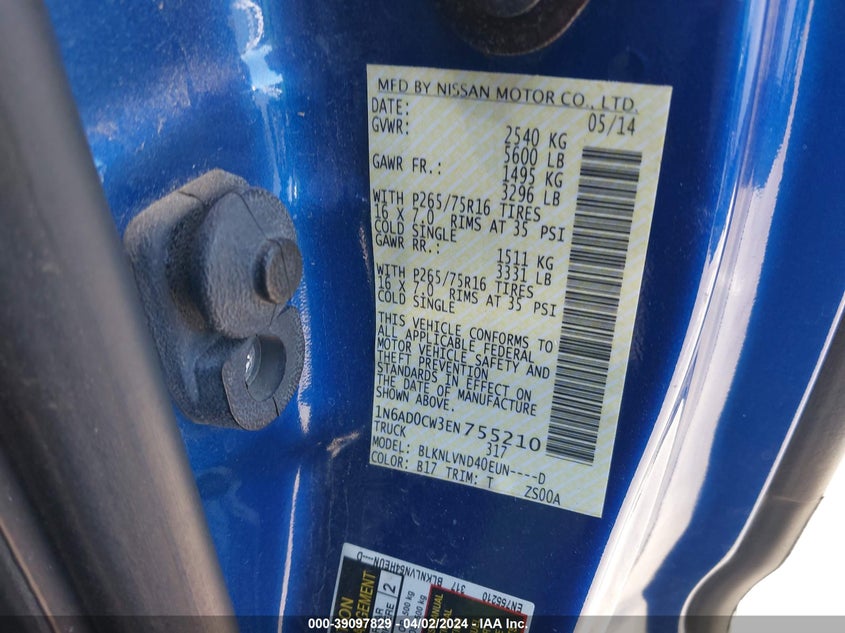 MFD BY NISSAN MOTOR CO., LTD.
DATE: 05/14
GVWR: 2540 KG
5600 LB
GAWR FR.: 1495 KG
3296 LB
WITH P265/75R16 TIRES
16 X 7.0 RIMS AT 35 PSI
COLD SINGLE
GAWR RR.: 1511 KG
3331 LB
WITH P265/75R16 TIRES
16 X 7.0 RIMS AT 35 PSI
COLD SINGLE
THIS VEHICLE CONFORMS TO
ALL APPLICABLE FEDERAL
MOTOR VEHICLE SAFETY AND
THEFT PREVENTION
STANDARDS IN EFFECT ON
THE DATE OF MANUFACTURE
SHOWN ABOVE.
1N6AD0CW3EN755210
TRUCK 317
MODEL: BLKNLVND40EUN----D
COLOR: B17 TRIM: T ZS00A
EN755210 317
2
000-39097829 - 04/02/2024 - IAA Inc.